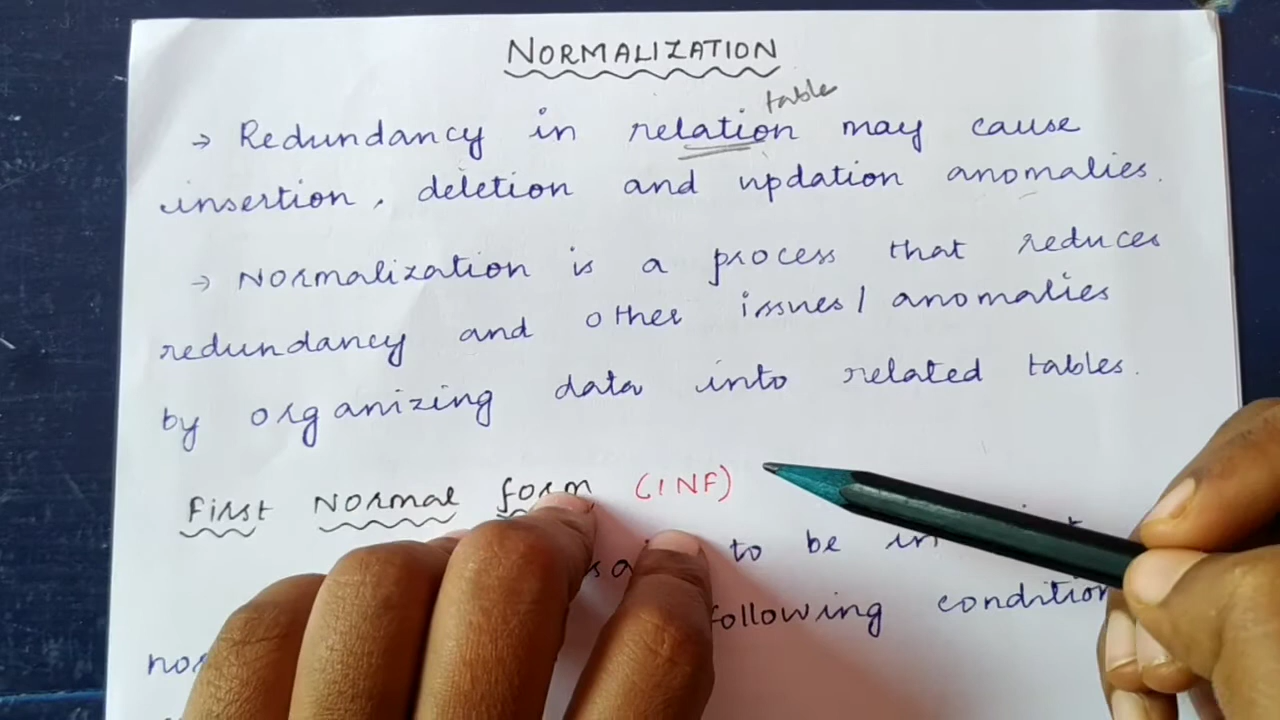 NORMALIZATION
table
→ Redundancy in relation may cause
insertion, deletion and updation anomalies.
→ Normalization is a process that reduces
redundancy and other issues/ anomalies
by organizing data into related tables.
First Normal form (1NF)
to be in
following condition